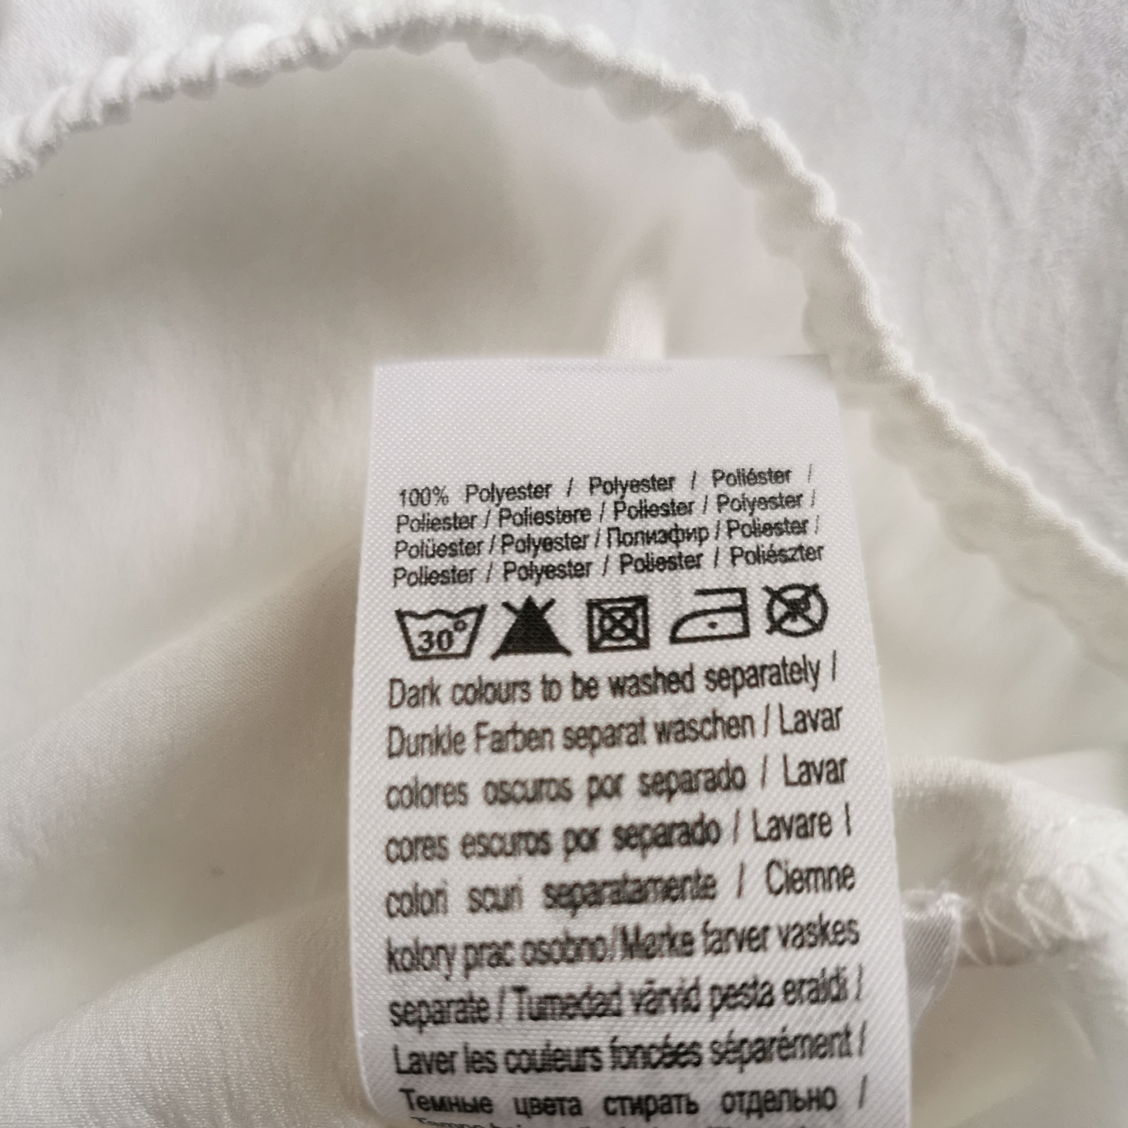 100% Polyester / Polyester / Poliéster /
Poliester / Poliestere / Poliester / Polyester /
Polüester / Polyester / Полиэфир / Poliester /
Poliester / Polyester / Poliester / Poliészter
30°
Dark colours to be washed separately /
Dunkle Farben separat waschen / Lavar
colores oscuros por separado / Lavar
cores escuros por separado / Lavare I
colori scuri separatamente / Ciemne
kolory prac osobno/Mørke farver vaskes
separate / Tumedad värvid pesta eraldi /
Laver les couleurs foncées séparément /
Темные цвета стирать отдельно /